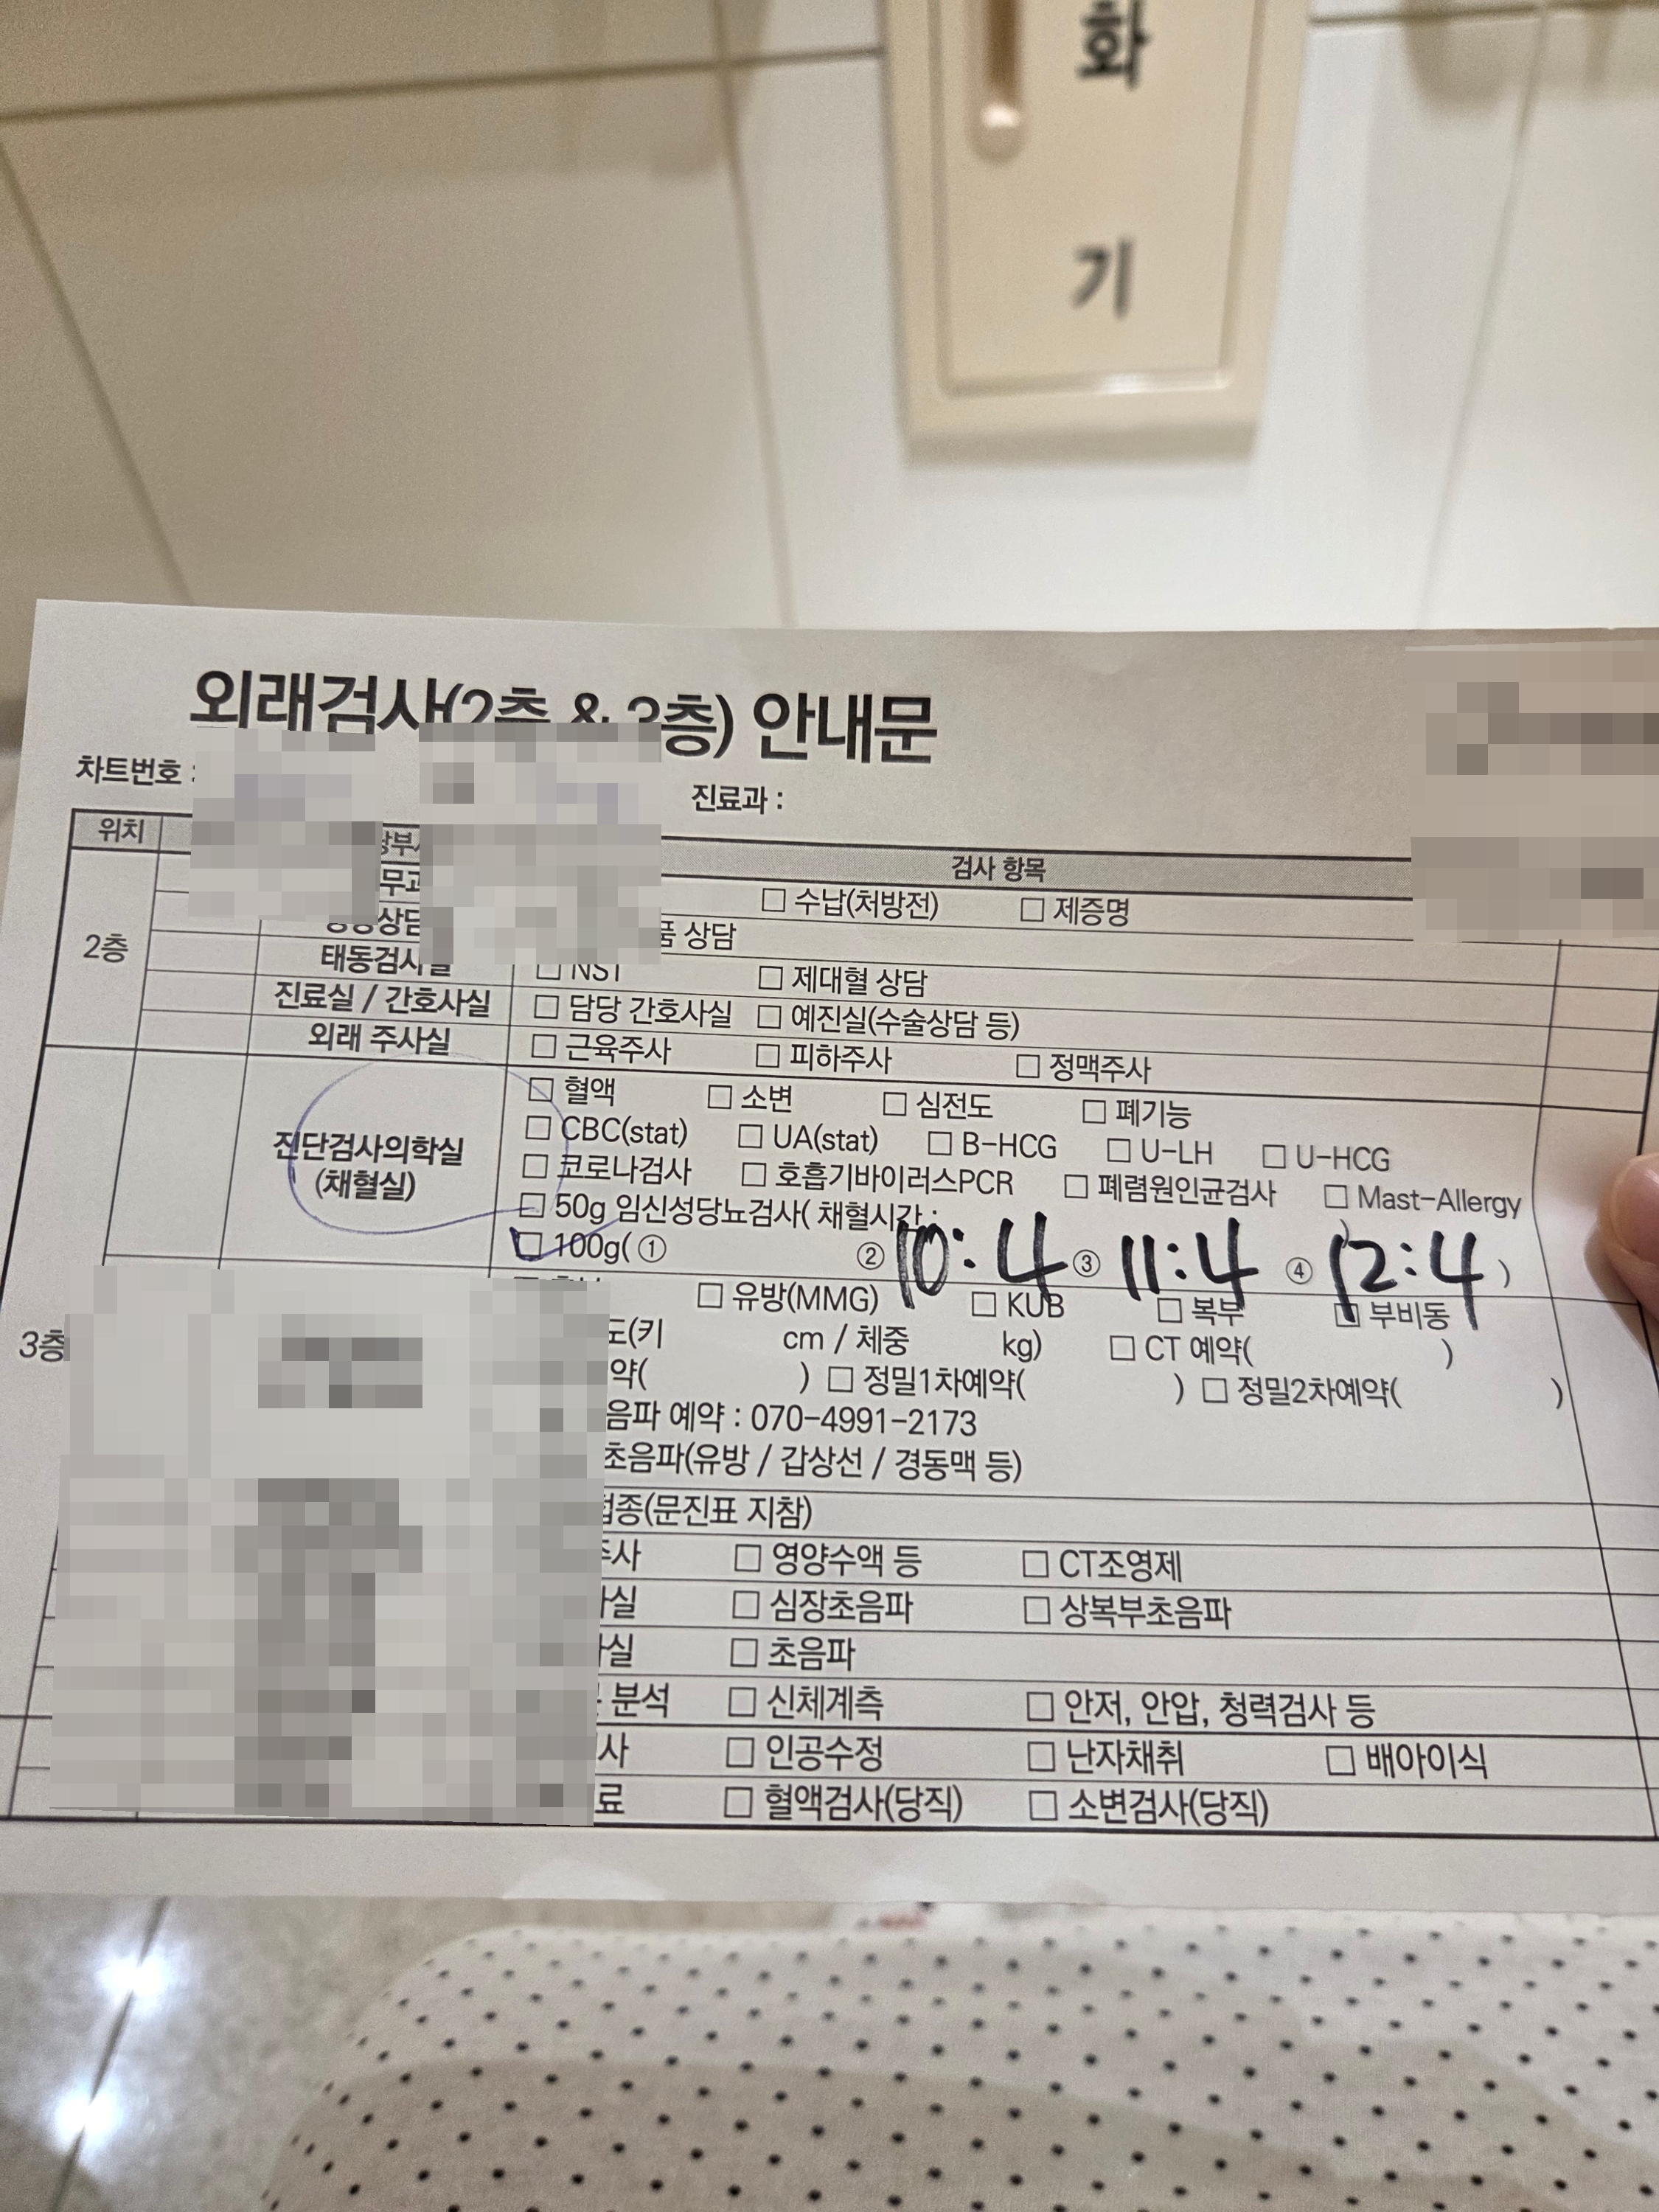 화
기
외래검사(2층 & 3층) 안내문
차트번호 : 진료과 :
위치 검사 항목
□ 수납(처방전) □ 제증명
2층 상담
태동검사실 □ NST □ 제대혈 상담
진료실 / 간호사실 □ 담당 간호사실 □ 예진실(수술상담 등)
외래 주사실 □ 근육주사 □ 피하주사 □ 정맥주사
□ 혈액 □ 소변 □ 심전도 □ 폐기능
진단검사의학실 □ CBC(stat) □ UA(stat) □ B-HCG □ U-LH □ U-HCG
(채혈실) □ 코로나검사 □ 호흡기바이러스PCR □ 폐렴원인균검사 □ Mast-Allergy
□ 50g 임신성당뇨검사( 채혈시간 : )
□ 100g( ① ② 10:4 ③ 11:4 ④ 12:4 )
□ 유방(MMG) □ KUB □ 복부 □ 부비동
3층 cm / 체중 kg) □ CT 예약( )
( ) □ 정밀1차예약( ) □ 정밀2차예약( )
예약 : 070-4991-2173
초음파(유방 / 갑상선 / 경동맥 등)
(문진표 지참)
□ 영양수액 등 □ CT조영제
□ 심장초음파 □ 상복부초음파
□ 초음파
분석 □ 신체계측 □ 안저, 안압, 청력검사 등
□ 인공수정 □ 난자채취 □ 배아이식
□ 혈액검사(당직) □ 소변검사(당직)